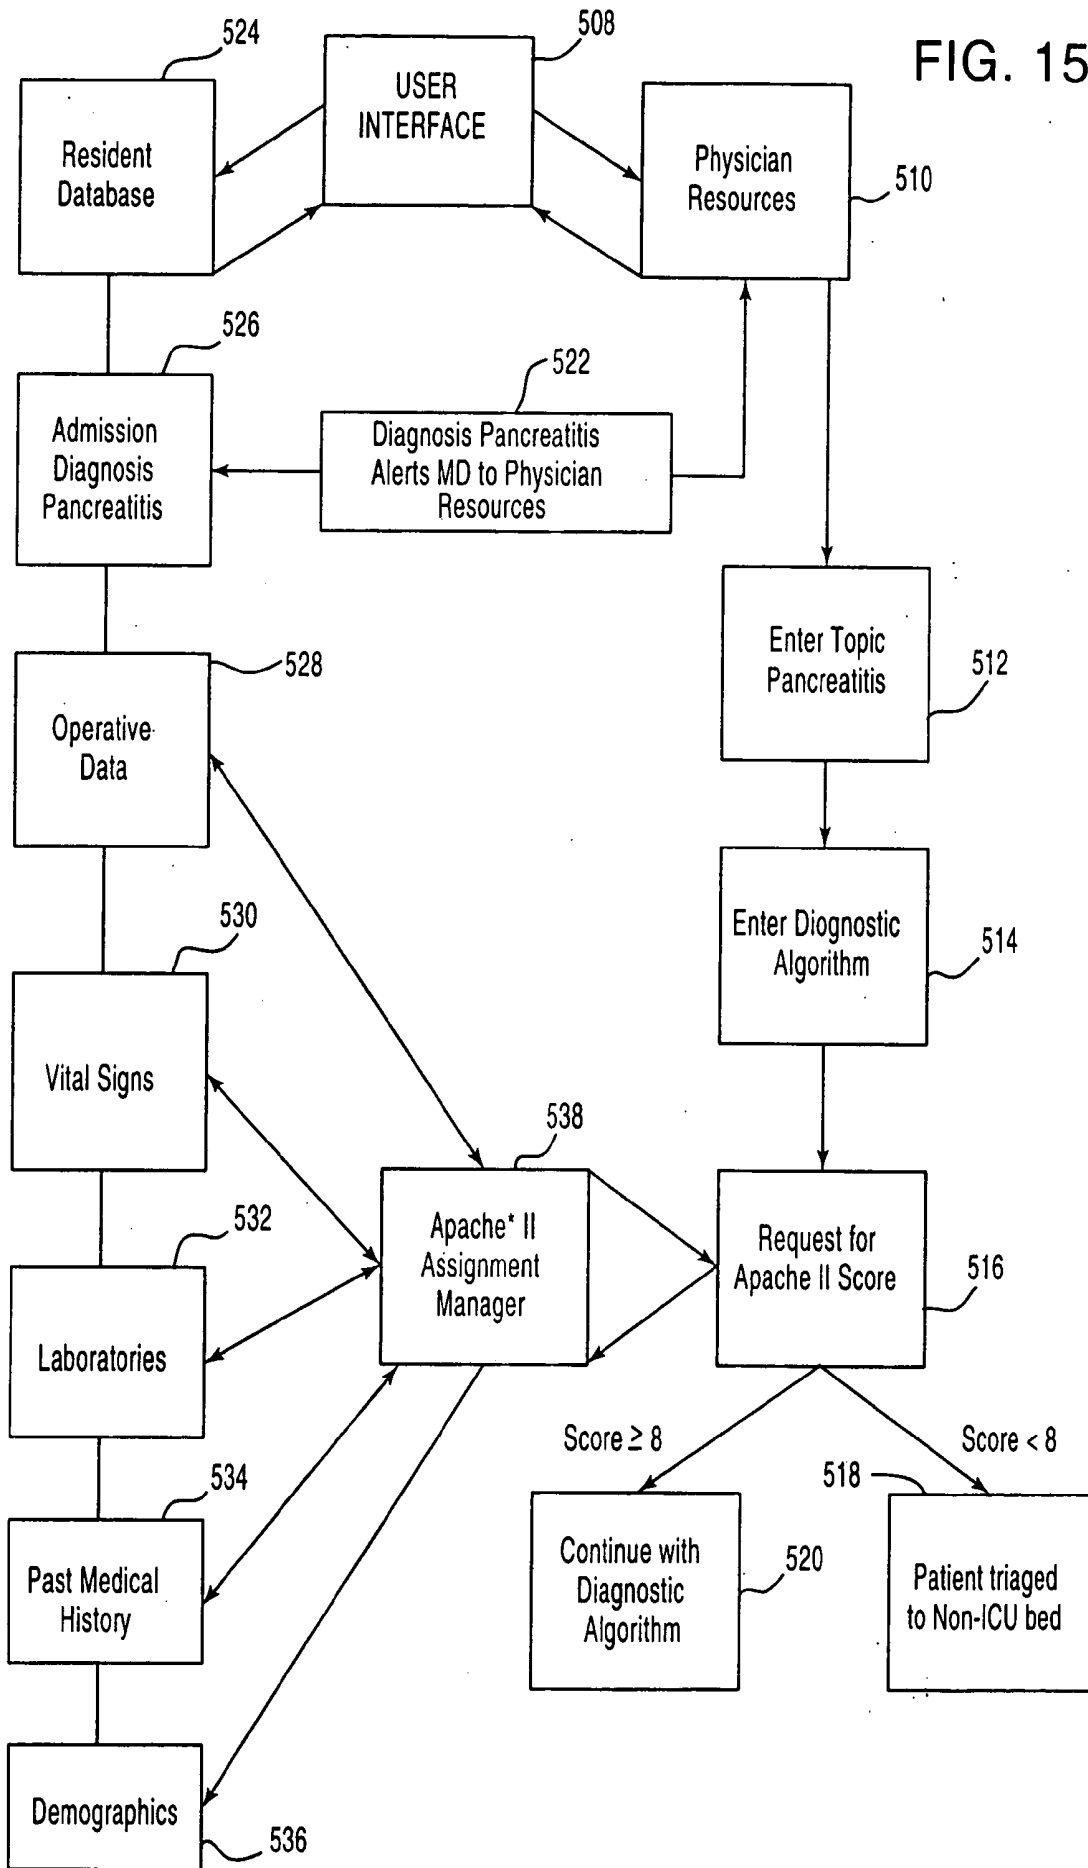 FIG. 15
524
508
USER
INTERFACE
Resident
Database
Physician
Resources
510
526
522
Admission
Diagnosis
Pancreatitis
Diagnosis Pancreatitis
Alerts MD to Physician
Resources
528
Operative
Data
Enter Topic
Pancreatitis
512
Enter Diognostic
Algorithm
514
530
Vital Signs
538
Apache* II
Assignment
Manager
Request for
Apache II Score
516
532
Laboratories
Score ≥ 8
Score < 8
534
Past Medical
History
518
Continue with
Diagnostic
Algorithm
520
Patient triaged
to Non-ICU bed
Demographics
536